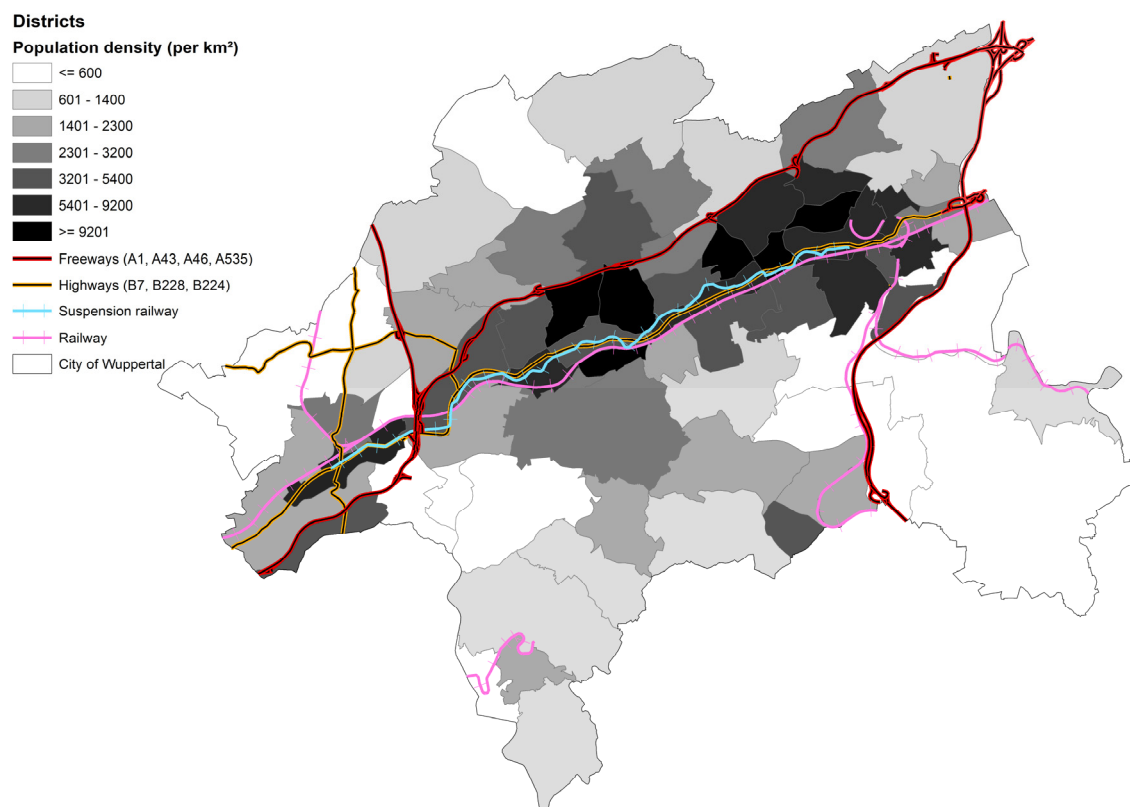 Districts
Population density (per km²)
<= 600
601 - 1400
1401 - 2300
2301 - 3200
3201 - 5400
5401 - 9200
>= 9201
Freeways (A1, A43, A46, A535)
Highways (B7, B228, B224)
Suspension railway
Railway
City of Wuppertal